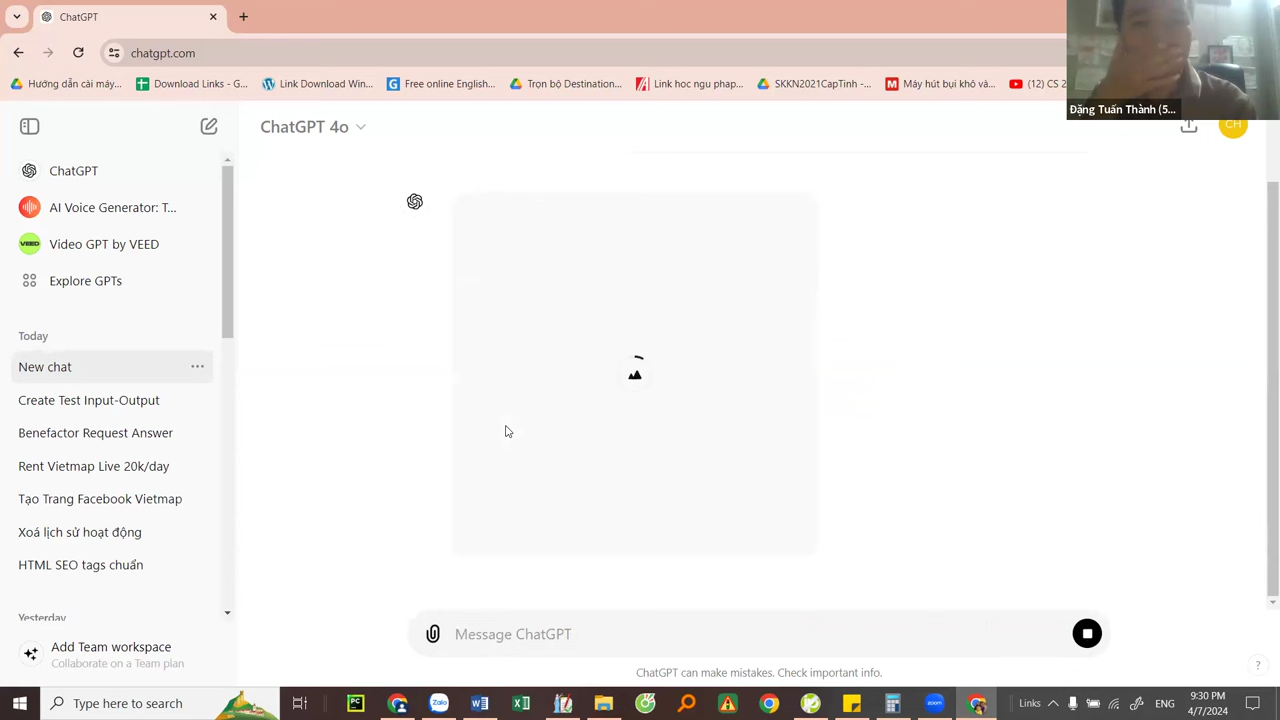 ChatGPT
chatgpt.com
Hướng dẫn cài máy...
Download Links - G...
Link Download Win...
Free online English...
Trọn bộ Destination...
Link hoc ngu phap...
SKKN2021CapTinh -...
Máy hút bụi khô và...
(12) CS 2
Đặng Tuấn Thành (5...
ChatGPT 4o
CH
ChatGPT
AI Voice Generator: T...
VEED
Video GPT by VEED
Explore GPTs
Today
New chat
Create Test Input-Output
Benefactor Request Answer
Rent Vietmap Live 20k/day
Tạo Trang Facebook Vietmap
Xoá lịch sử hoạt động
HTML SEO tags chuẩn
Yesterday
Add Team workspace
Collaborate on a Team plan
Message ChatGPT
ChatGPT can make mistakes. Check important info.
?
Type here to search
PC
Zalo
zoom
Links
ENG
9:30 PM
4/7/2024